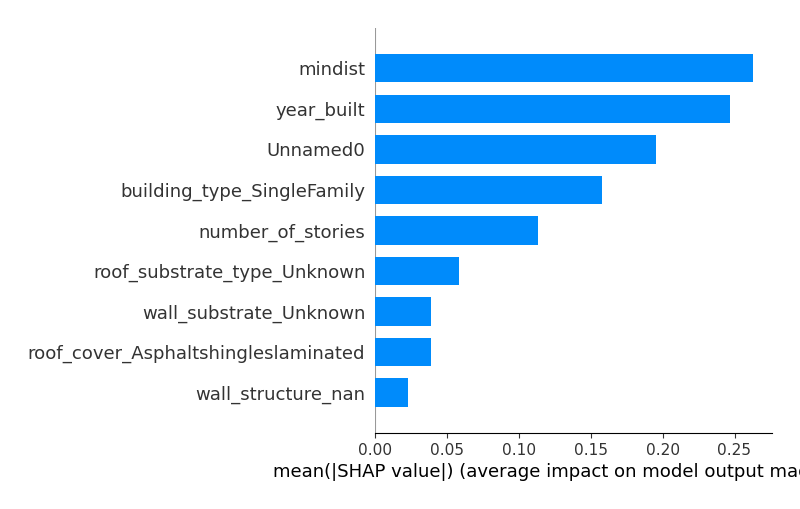 mindist
year_built
Unnamed0
building_type_SingleFamily
number_of_stories
roof_substrate_type_Unknown
wall_substrate_Unknown
roof_cover_Asphaltshingleslaminated
wall_structure_nan
0.00 0.05 0.10 0.15 0.20 0.25
mean(|SHAP value|) (average impact on model output